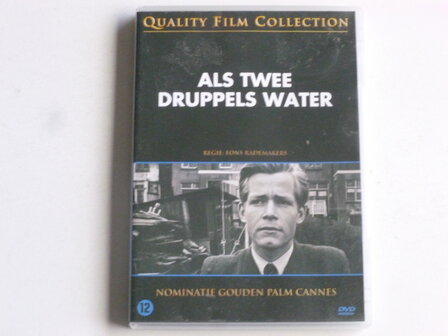 QUALITY FILM COLLECTION
ALS TWEE
DRUPPELS WATER
REGIE: FONS RADEMAKERS
NOMINATIE GOUDEN PALM CANNES
12
DVD